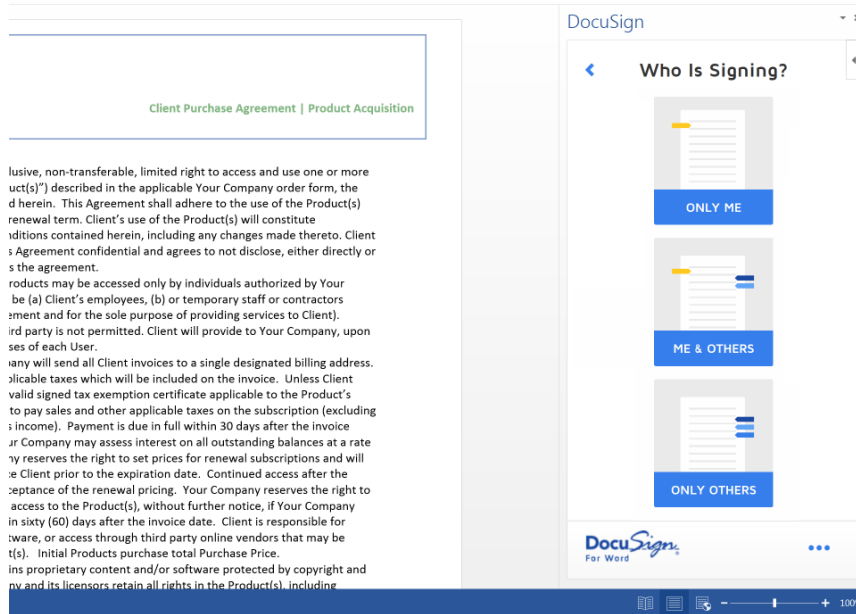 Client Purchase Agreement | Product Acquisition
lusive, non-transferable, limited right to access and use one or more
uct(s)”) described in the applicable Your Company order form, the
d herein.  This Agreement shall adhere to the use of the Product(s)
renewal term. Client’s use of the Product(s) will constitute
nditions contained herein, including any changes made thereto. Client
s Agreement confidential and agrees to not disclose, either directly or
s the agreement.
roducts may be accessed only by individuals authorized by Your
be (a) Client’s employees, (b) or temporary staff or contractors
ement and for the sole purpose of providing services to Client).
ird party is not permitted. Client will provide to Your Company, upon
ses of each User.
pany will send all Client invoices to a single designated billing address.
plicable taxes which will be included on the invoice.  Unless Client
valid signed tax exemption certificate applicable to the Product’s
to pay sales and other applicable taxes on the subscription (excluding
s income).  Payment is due in full within 30 days after the invoice
ur Company may assess interest on all outstanding balances at a rate
ny reserves the right to set prices for renewal subscriptions and will
e Client prior to the expiration date.  Continued access after the
ceptance of the renewal pricing.  Your Company reserves the right to
access to the Product(s), without further notice, if Your Company
in sixty (60) days after the invoice date.  Client is responsible for
tware, or access through third party online vendors that may be
t(s).   Initial Products purchase total Purchase Price.
ins proprietary content and/or software protected by copyright and
ny and its licensors retain all rights in the Product(s), including
DocuSign
Who Is Signing?
ONLY ME
ME & OTHERS
ONLY OTHERS
DocuSign
For Word
100%